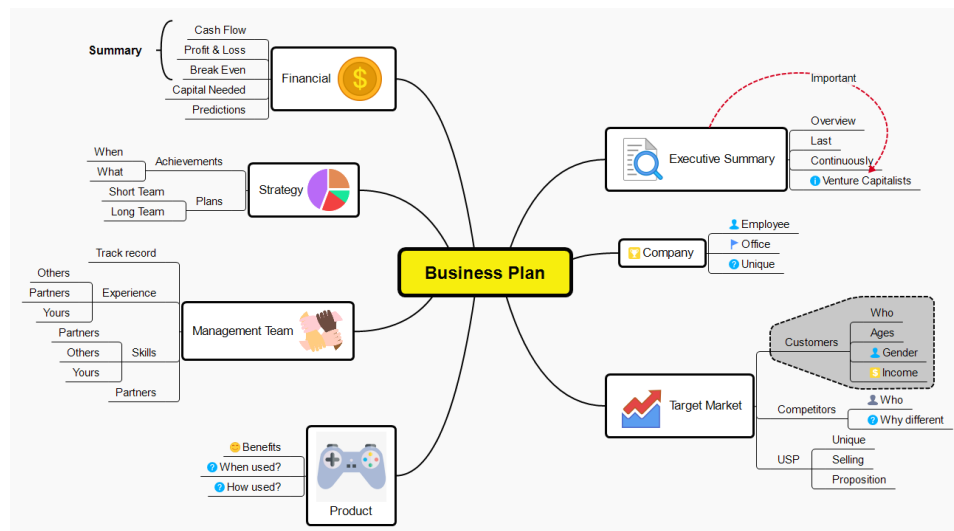 Business Plan
Summary
Financial
Cash Flow
Profit & Loss
Break Even
Capital Needed
Predictions
Strategy
Achievements
When
What
Plans
Short Team
Long Team
Management Team
Track record
Experience
Others
Partners
Yours
Skills
Partners
Others
Yours
Partners
Product
Benefits
When used?
How used?
Executive Summary
Important
Overview
Last
Continuously
Venture Capitalists
Company
Employee
Office
Unique
Target Market
Customers
Who
Ages
Gender
Income
Competitors
Who
Why different
USP
Unique
Selling
Proposition